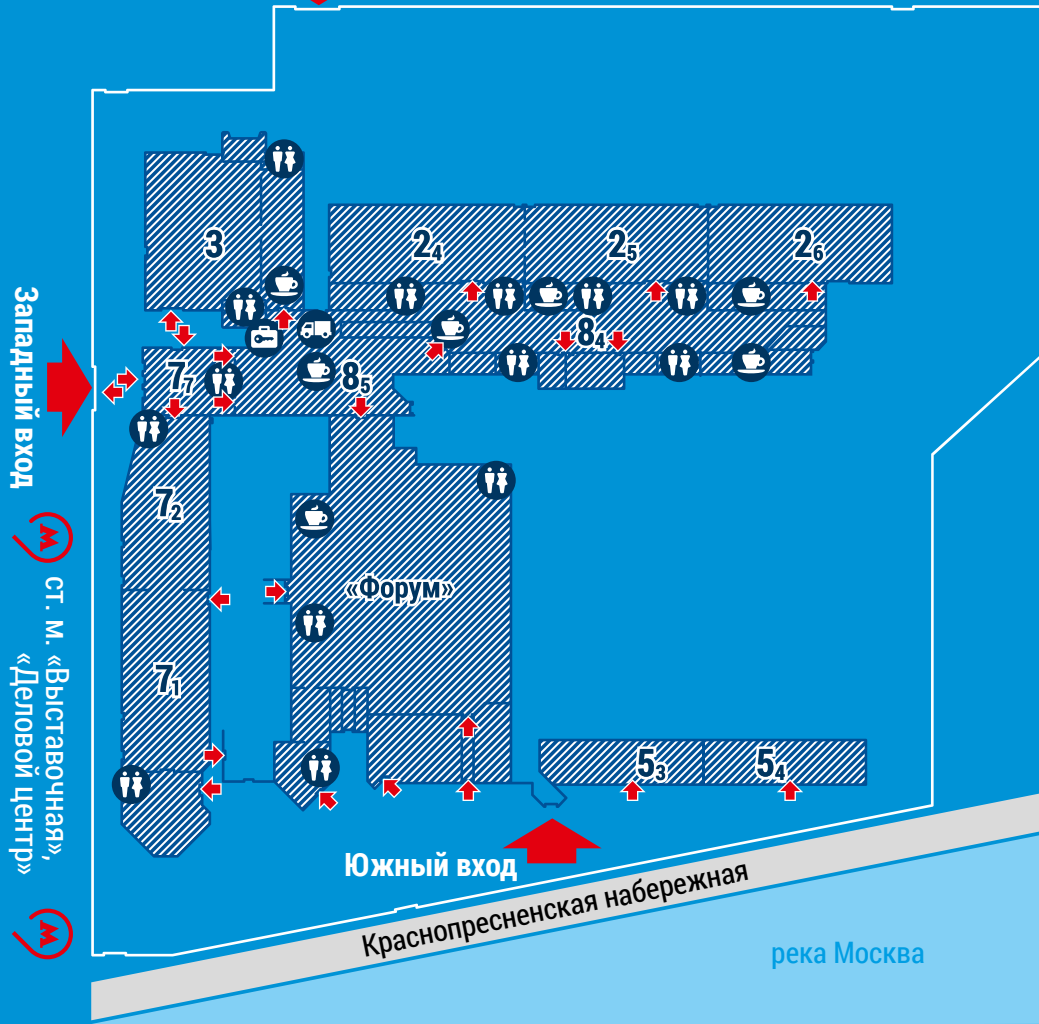 3
2₄
2₅
2₆
8₄
7₇
8₅
Западный вход
7₂
«Форум»
М
ст. м. «Выставочная»,
«Деловой центр»
М
7₁
5₃
5₄
Южный вход
Краснопресненская набережная
река Москва